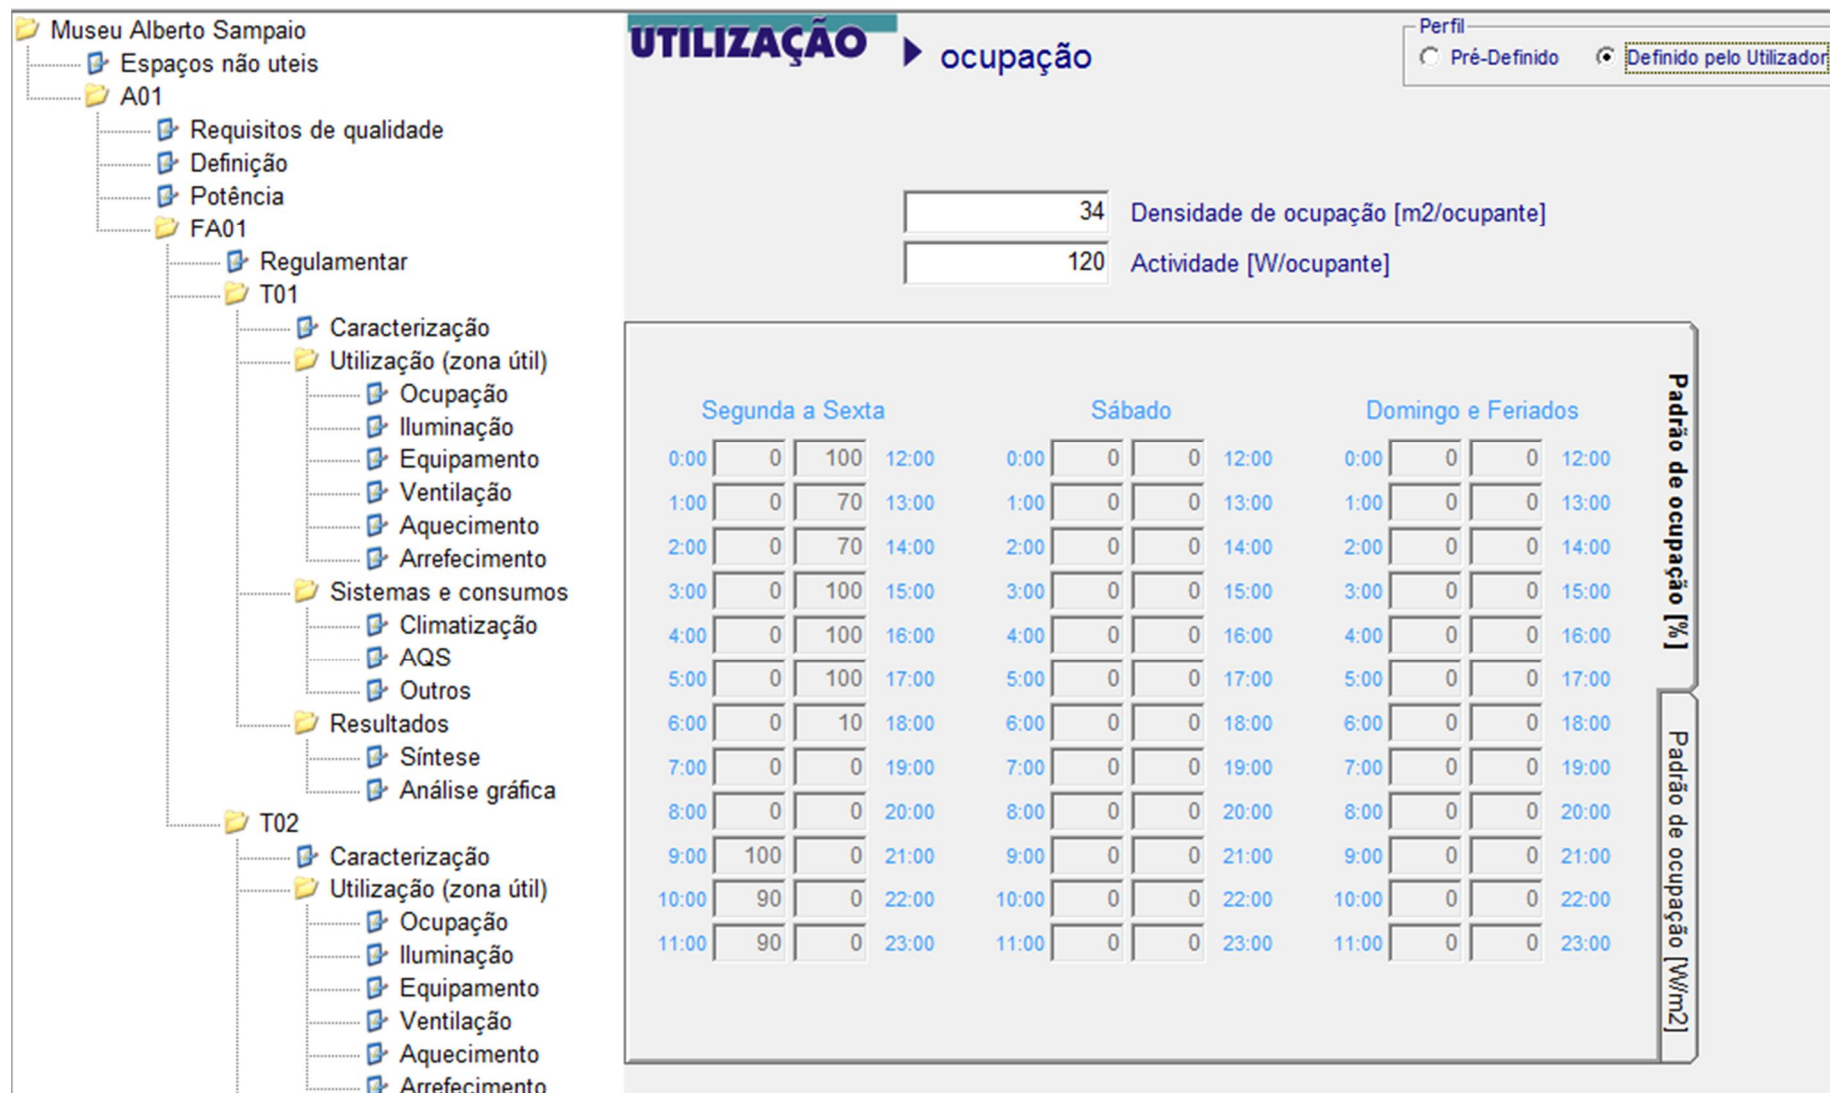 Museu Alberto Sampaio
Espaços não uteis
A01
Requisitos de qualidade
Definição
Potência
FA01
Regulamentar
T01
Caracterização
Utilização (zona útil)
Ocupação
Iluminação
Equipamento
Ventilação
Aquecimento
Arrefecimento
Sistemas e consumos
Climatização
AQS
Outros
Resultados
Síntese
Análise gráfica
T02
Caracterização
Utilização (zona útil)
Ocupação
Iluminação
Equipamento
Ventilação
Aquecimento
Arrefecimento
UTILIZAÇÃO ocupação
Perfil
Pré-Definido Definido pelo Utilizador
34 Densidade de ocupação [m2/ocupante]
120 Actividade [W/ocupante]
Segunda a Sexta Sábado Domingo e Feriados
0:00 0 100 12:00 0:00 0 0 12:00 0:00 0 0 12:00
1:00 0 70 13:00 1:00 0 0 13:00 1:00 0 0 13:00
2:00 0 70 14:00 2:00 0 0 14:00 2:00 0 0 14:00
3:00 0 100 15:00 3:00 0 0 15:00 3:00 0 0 15:00
4:00 0 100 16:00 4:00 0 0 16:00 4:00 0 0 16:00
5:00 0 100 17:00 5:00 0 0 17:00 5:00 0 0 17:00
6:00 0 10 18:00 6:00 0 0 18:00 6:00 0 0 18:00
7:00 0 0 19:00 7:00 0 0 19:00 7:00 0 0 19:00
8:00 0 0 20:00 8:00 0 0 20:00 8:00 0 0 20:00
9:00 100 0 21:00 9:00 0 0 21:00 9:00 0 0 21:00
10:00 90 0 22:00 10:00 0 0 22:00 10:00 0 0 22:00
11:00 90 0 23:00 11:00 0 0 23:00 11:00 0 0 23:00
Padrão de ocupação [%]
Padrão de ocupação [W/m2]